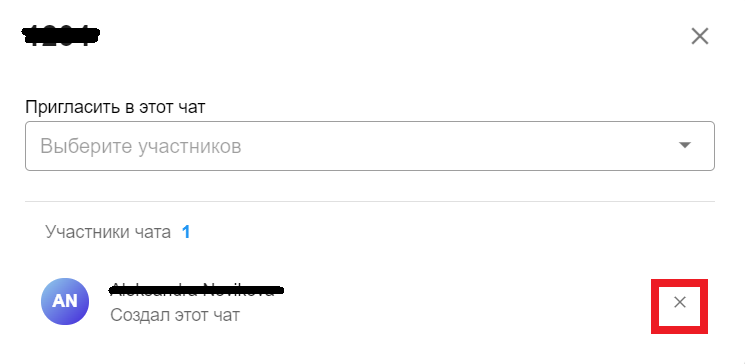 Пригласить в этот чат
Выберите участников
Участники чата 1
AN
Создал этот чат